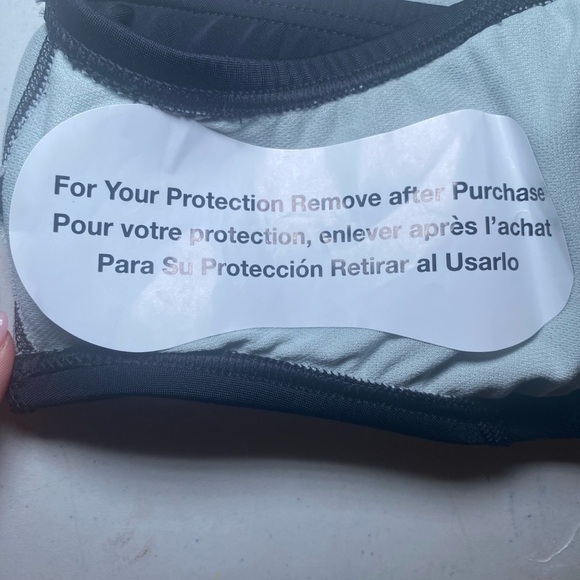 For Your Protection Remove after Purchase
Pour votre protection, enlever après l'achat
Para Su Protección Retirar al Usarlo